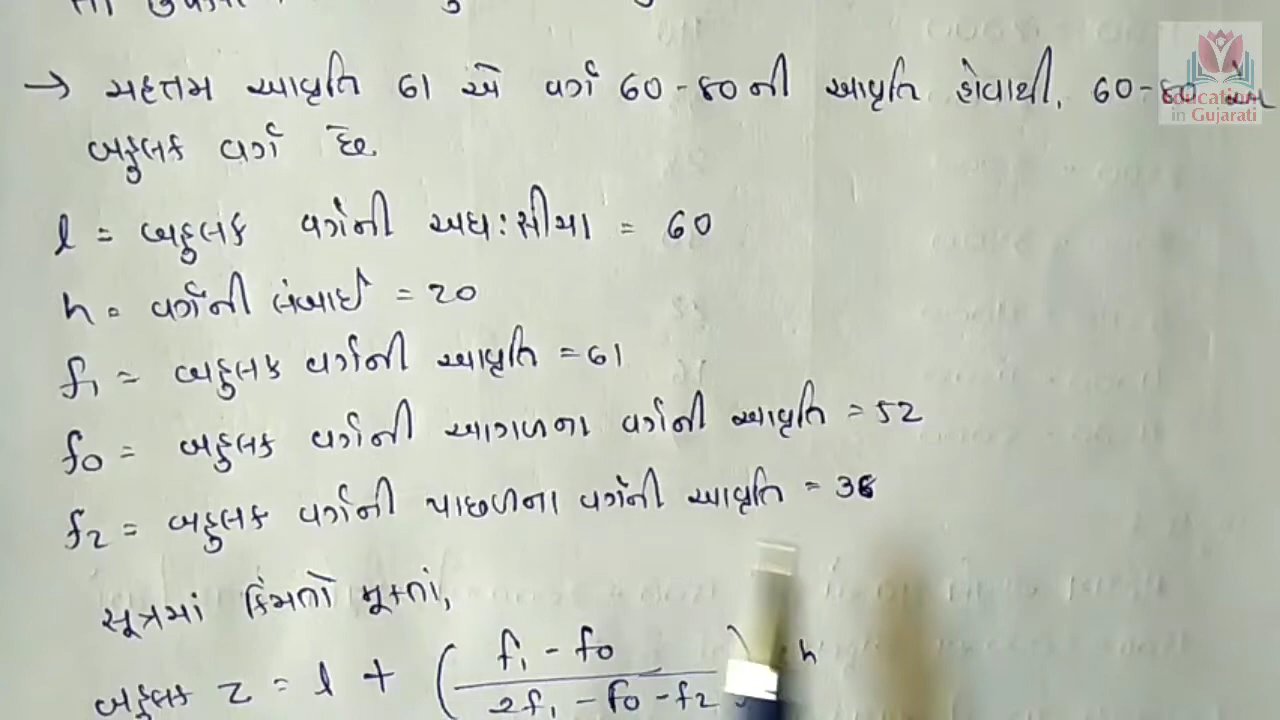 → મહત્તમ આવૃત્તિ 61 એ વર્ગ 60-80ની આવૃત્તિ હોવાથી, 60-80 એ
બહુલક વર્ગ છે.
l = બહુલક વર્ગની અધઃસીમા = 60
h = વર્ગની લંબાઈ = 20
f₁ = બહુલક વર્ગની આવૃત્તિ = 61
f0 = બહુલક વર્ગની આગળના વર્ગની આવૃત્તિ = 52
f₂ = બહુલક વર્ગની પાછળના વર્ગની આવૃત્તિ = 38
સૂત્રમાં કિંમતો મૂકતાં,
બહુલક Z = l + (f₁ - f0 / 2f₁ - f0 - f₂) h
Education
in Gujarati